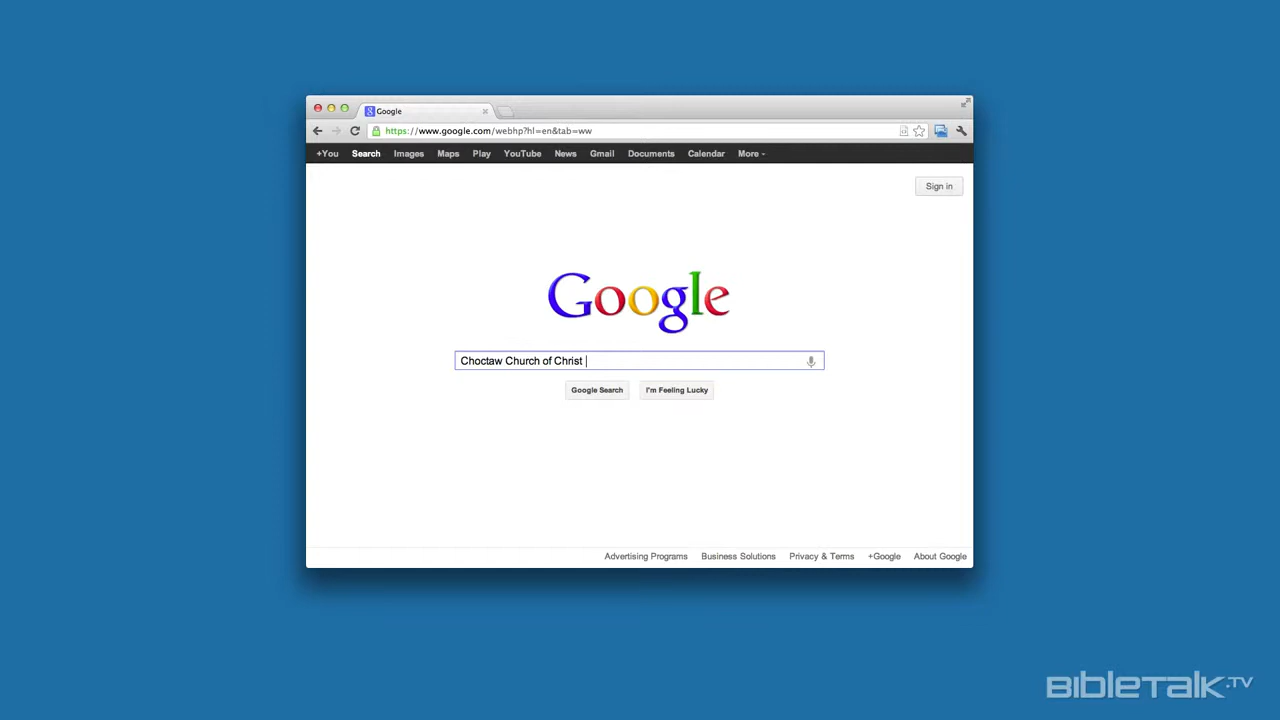 Google
https://www.google.com/webhp?hl=en&tab=ww
+You Search Images Maps Play YouTube News Gmail Documents Calendar More
Sign in
Google
Choctaw Church of Christ
Google Search I'm Feeling Lucky
Advertising Programs Business Solutions Privacy & Terms +Google About Google
BIBLETALK.TV